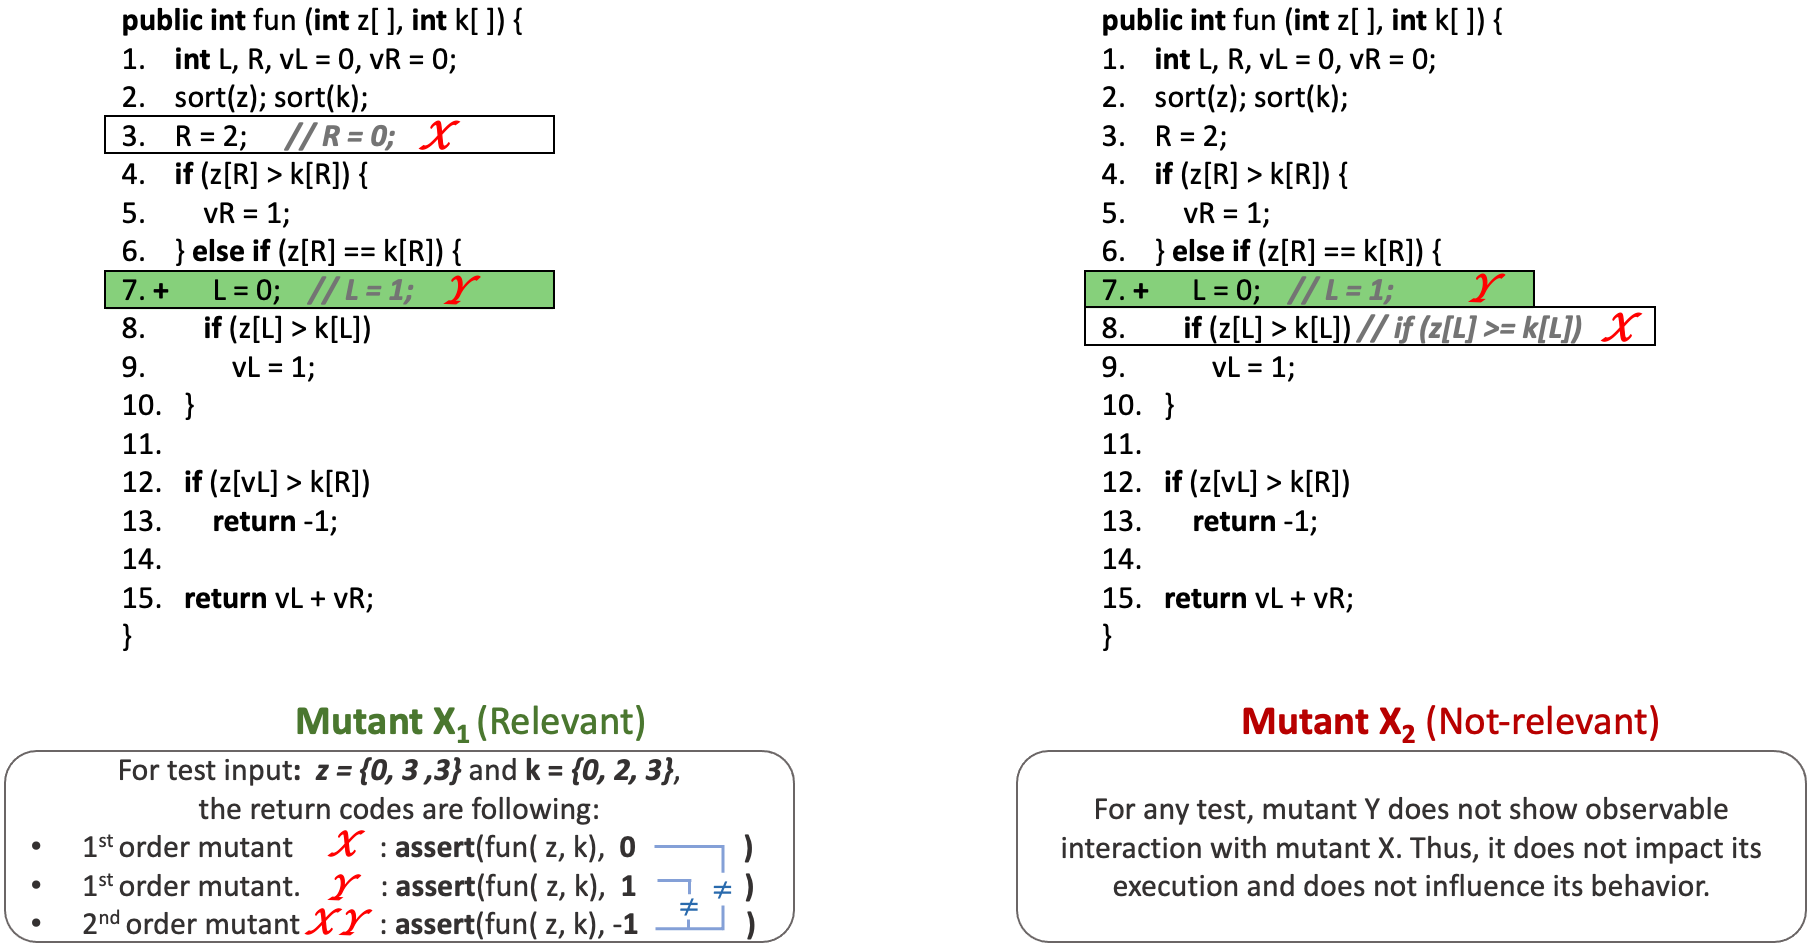 public int fun (int z[ ], int k[ ]) {
1. int L, R, vL = 0, vR = 0;
2. sort(z); sort(k);
3. R = 2; // R = 0; X
4. if (z[R] > k[R]) {
5. vR = 1;
6. } else if (z[R] == k[R]) {
7. + L = 0; // L = 1; Y
8. if (z[L] > k[L])
9. vL = 1;
10. }
11.
12. if (z[vL] > k[R])
13. return -1;
14.
15. return vL + vR;
}
Mutant X1 (Relevant)
For test input: z = {0, 3 ,3} and k = {0, 2, 3},
the return codes are following:
• 1st order mutant X : assert(fun( z, k), 0 )
• 1st order mutant. Y : assert(fun( z, k), 1 ≠ )
≠
• 2nd order mutant XY : assert(fun( z, k), -1 )
public int fun (int z[ ], int k[ ]) {
1. int L, R, vL = 0, vR = 0;
2. sort(z); sort(k);
3. R = 2;
4. if (z[R] > k[R]) {
5. vR = 1;
6. } else if (z[R] == k[R]) {
7. + L = 0; // L = 1; Y
8. if (z[L] > k[L]) // if (z[L] >= k[L]) X
9. vL = 1;
10. }
11.
12. if (z[vL] > k[R])
13. return -1;
14.
15. return vL + vR;
}
Mutant X2 (Not-relevant)
For any test, mutant Y does not show observable
interaction with mutant X. Thus, it does not impact its
execution and does not influence its behavior.